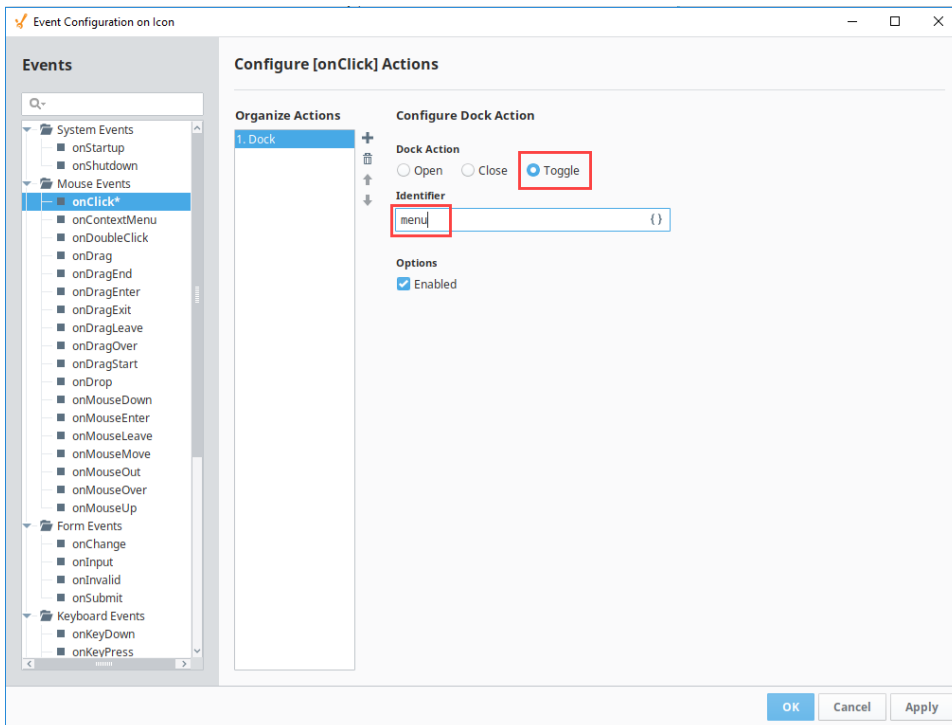 Event Configuration on Icon
Events
System Events
onStartup
onShutdown
Mouse Events
onClick*
onContextMenu
onDoubleClick
onDrag
onDragEnd
onDragEnter
onDragExit
onDragLeave
onDragOver
onDragStart
onDrop
onMouseDown
onMouseEnter
onMouseLeave
onMouseMove
onMouseOut
onMouseOver
onMouseUp
Form Events
onChange
onInput
onInvalid
onSubmit
Keyboard Events
onKeyDown
onKeyPress
Configure [onClick] Actions
Organize Actions
1. Dock
Configure Dock Action
Dock Action
Open Close Toggle
Identifier
menu {}
Options
Enabled
OK Cancel Apply